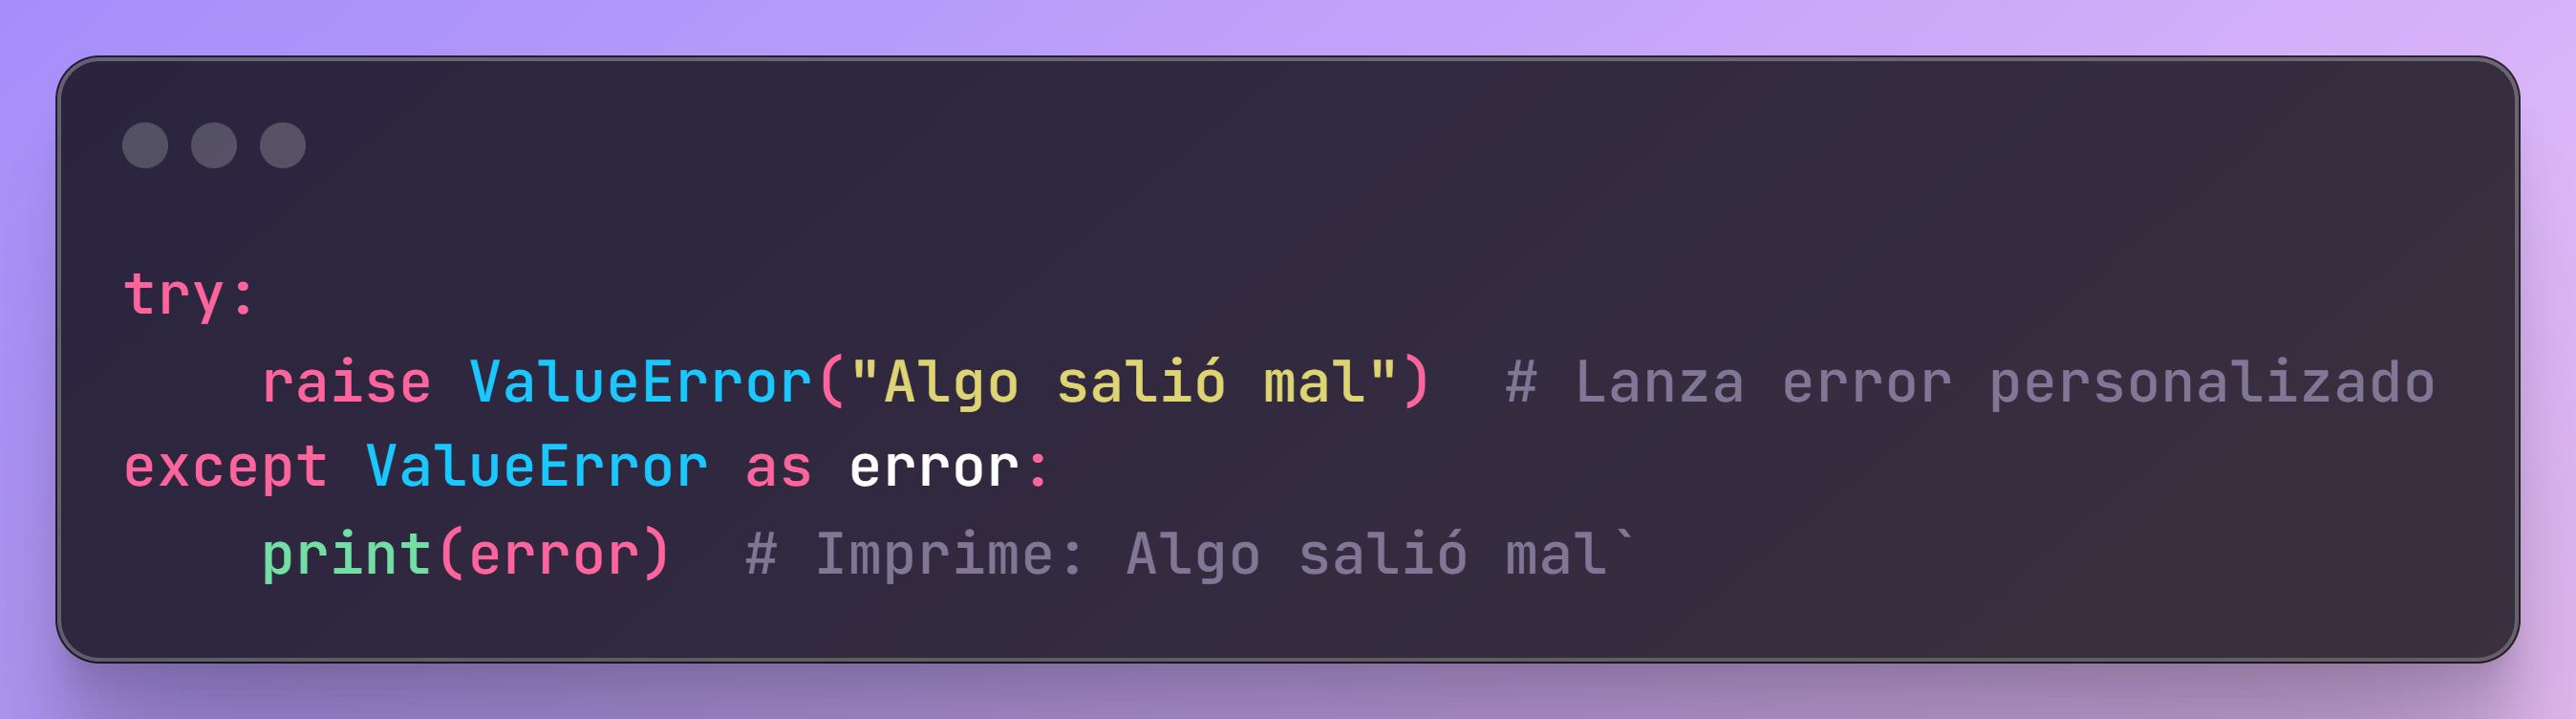 try:
    raise ValueError("Algo salió mal")  # Lanza error personalizado
except ValueError as error:
    print(error)  # Imprime: Algo salió mal`